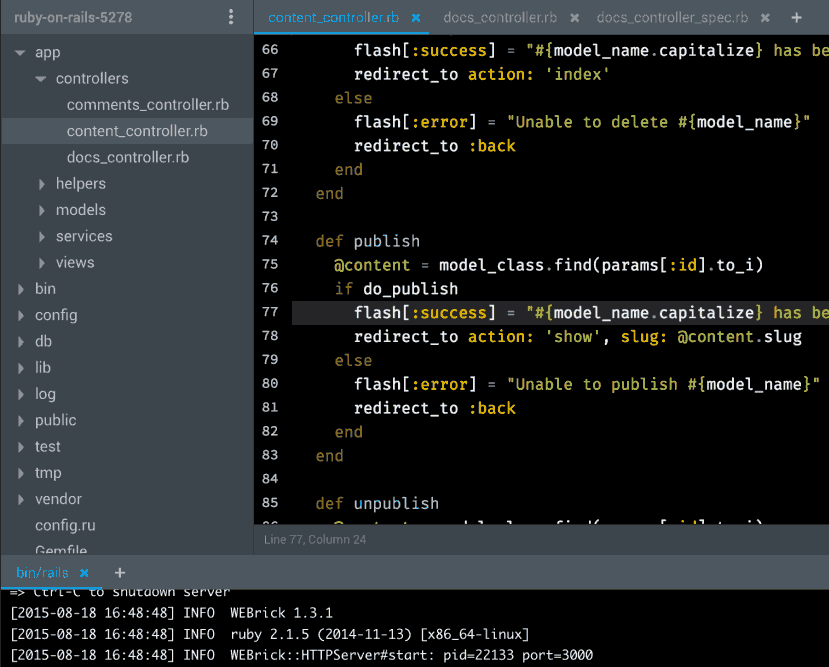 ruby-on-rails-5278
app
controllers
comments_controller.rb
content_controller.rb
docs_controller.rb
helpers
models
services
views
bin
config
db
lib
log
public
test
tmp
vendor
config.ru
Gemfile
content_controller.rb × docs_controller.rb × docs_controller_spec.rb × +
66 flash[:success] = "#{model_name.capitalize} has be
67 redirect_to action: 'index'
68 else
69 flash[:error] = "Unable to delete #{model_name}"
70 redirect_to :back
71 end
72 end
73
74 def publish
75 @content = model_class.find(params[:id].to_i)
76 if do_publish
77 flash[:success] = "#{model_name.capitalize} has be
78 redirect_to action: 'show', slug: @content.slug
79 else
80 flash[:error] = "Unable to publish #{model_name}"
81 redirect_to :back
82 end
83 end
84
85 def unpublish
Line 77, Column 24
bin/rails × +
=> Ctrl-C to shutdown server
[2015-08-18 16:48:48] INFO WEBrick 1.3.1
[2015-08-18 16:48:48] INFO ruby 2.1.5 (2014-11-13) [x86_64-linux]
[2015-08-18 16:48:48] INFO WEBrick::HTTPServer#start: pid=22133 port=3000